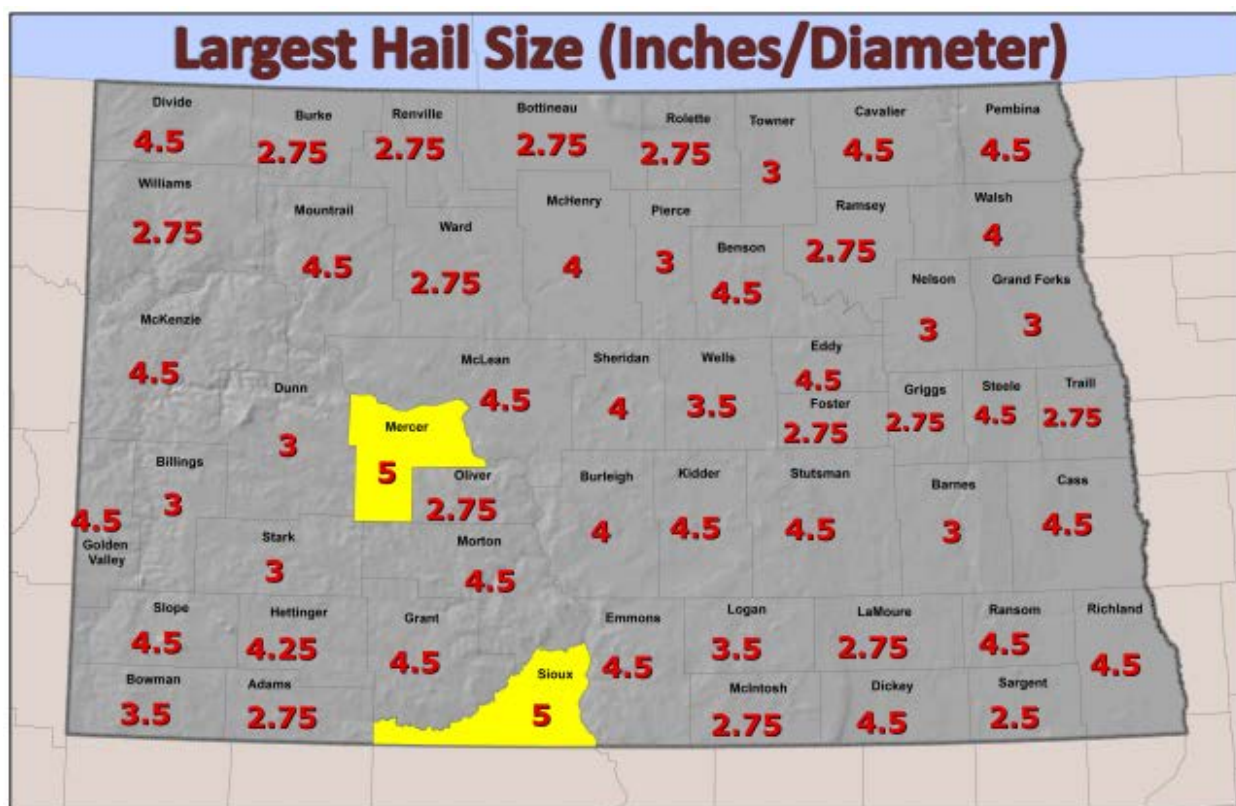 Largest Hail Size (Inches/Diameter)
Divide
4.5
Burke
2.75
Renville
2.75
Bottineau
2.75
Rolette
2.75
Towner
3
Cavalier
4.5
Pembina
4.5
Williams
2.75
Mountrail
4.5
Ward
2.75
McHenry
4
Pierce
3
Benson
4.5
Ramsey
2.75
Walsh
4
Nelson
3
Grand Forks
3
McKenzie
4.5
Dunn
3
McLean
4.5
Sheridan
4
Wells
3.5
Eddy
4.5
Foster
2.75
Griggs
2.75
Steele
4.5
Traill
2.75
Mercer
5
Billings
3
Oliver
2.75
Burleigh
4
Kidder
4.5
Stutsman
4.5
Barnes
3
Cass
4.5
4.5
Golden
Valley
Stark
3
Morton
4.5
Slope
4.5
Hettinger
4.25
Grant
4.5
Emmons
4.5
Logan
3.5
LaMoure
2.75
Ransom
4.5
Richland
4.5
Bowman
3.5
Adams
2.75
Sioux
5
McIntosh
2.75
Dickey
4.5
Sargent
2.5